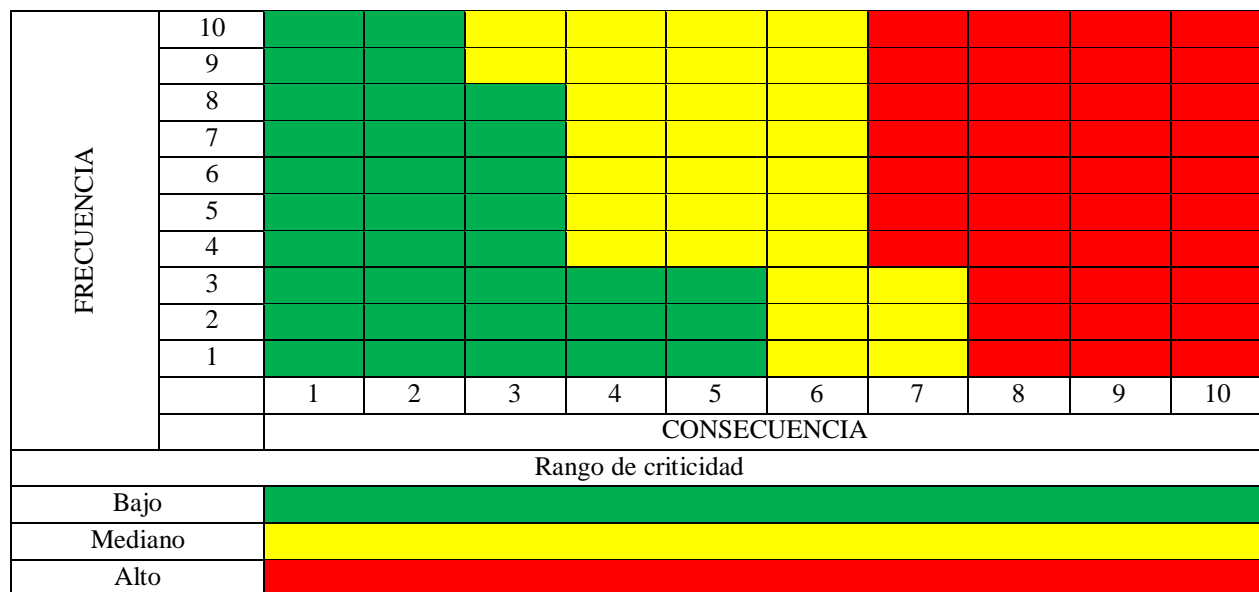 FRECUENCIA
10
9
8
7
6
5
4
3
2
1
1 2 3 4 5 6 7 8 9 10
CONSECUENCIA
Rango de criticidad
Bajo
Mediano
Alto